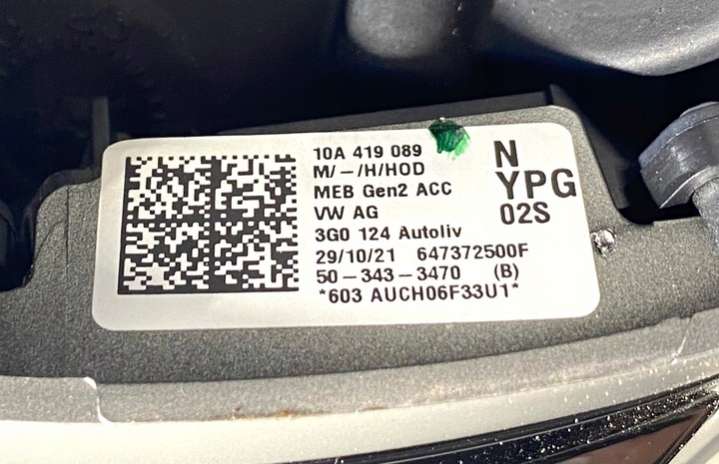 10A 419 089
M/-/H/HOD
MEB Gen2 ACC
VW AG
3G0 124 Autoliv
29/10/21 647372500F
50-343-3470 (B)
*603 AUCH06F33U1*
N
YPG
02S